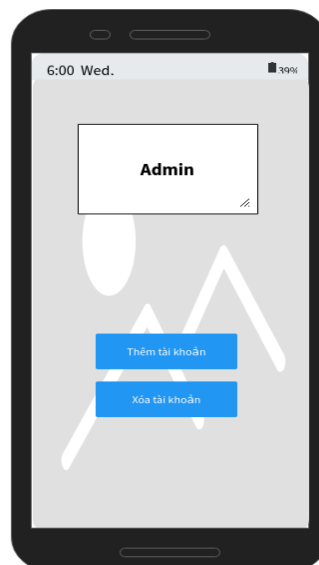 6:00 Wed. 39%
Admin
Thêm tài khoản
Xóa tài khoản